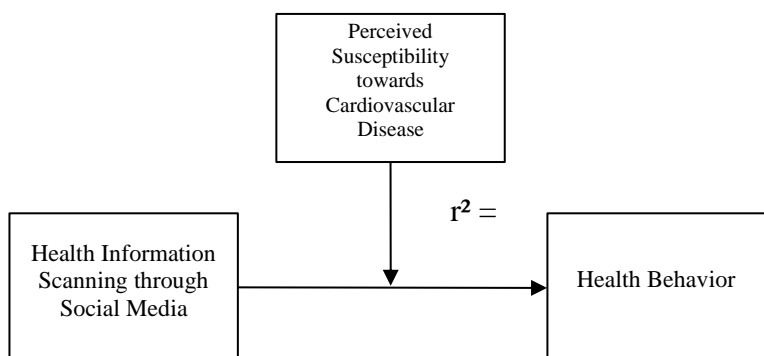 Perceived
Susceptibility
towards
Cardiovascular
Disease
r² =
Health Information
Scanning through
Social Media
Health Behavior